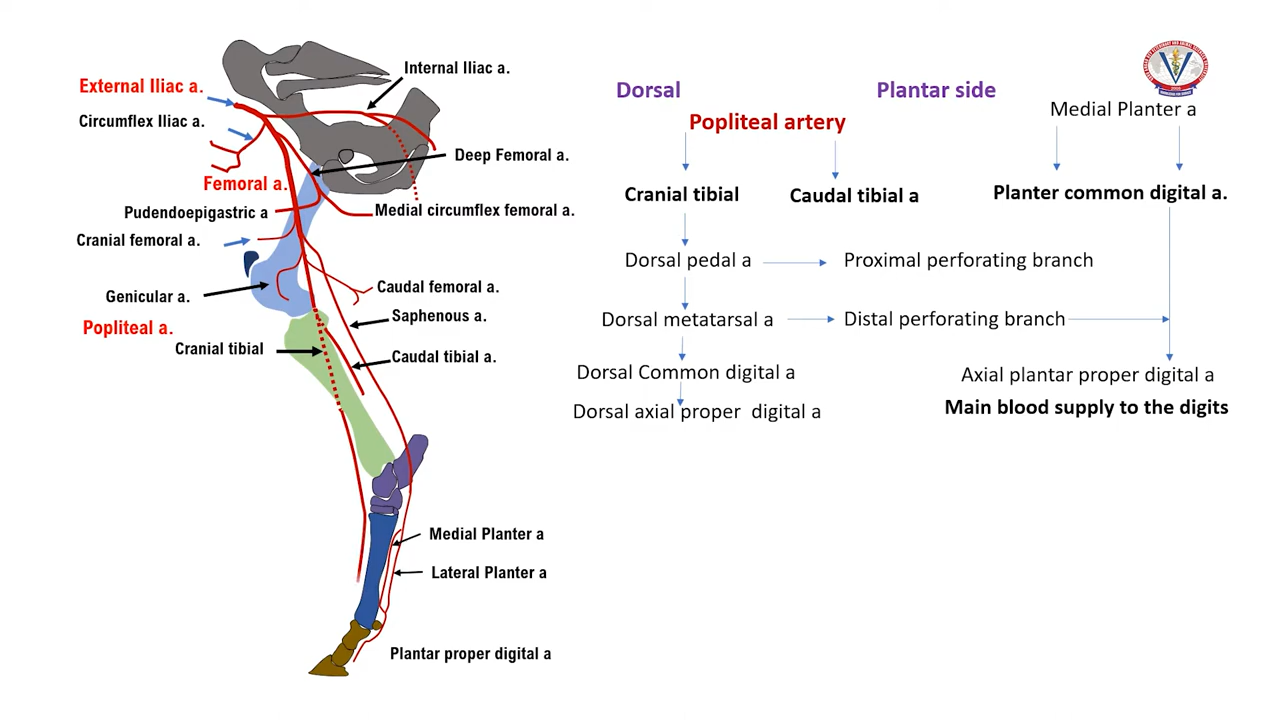 External Iliac a.
Circumflex Iliac a.
Femoral a.
Pudendoepigastric a
Cranial femoral a.
Genicular a.
Popliteal a.
Cranial tibial
Internal Iliac a.
Deep Femoral a.
Medial circumflex femoral a.
Caudal femoral a.
Saphenous a.
Caudal tibial a.
Medial Planter a
Lateral Planter a
Plantar proper digital a
Dorsal
Plantar side
Popliteal artery
Medial Planter a
Cranial tibial
Caudal tibial a
Planter common digital a.
Dorsal pedal a
Proximal perforating branch
Dorsal metatarsal a
Distal perforating branch
Dorsal Common digital a
Axial plantar proper digital a
Dorsal axial proper digital a
Main blood supply to the digits